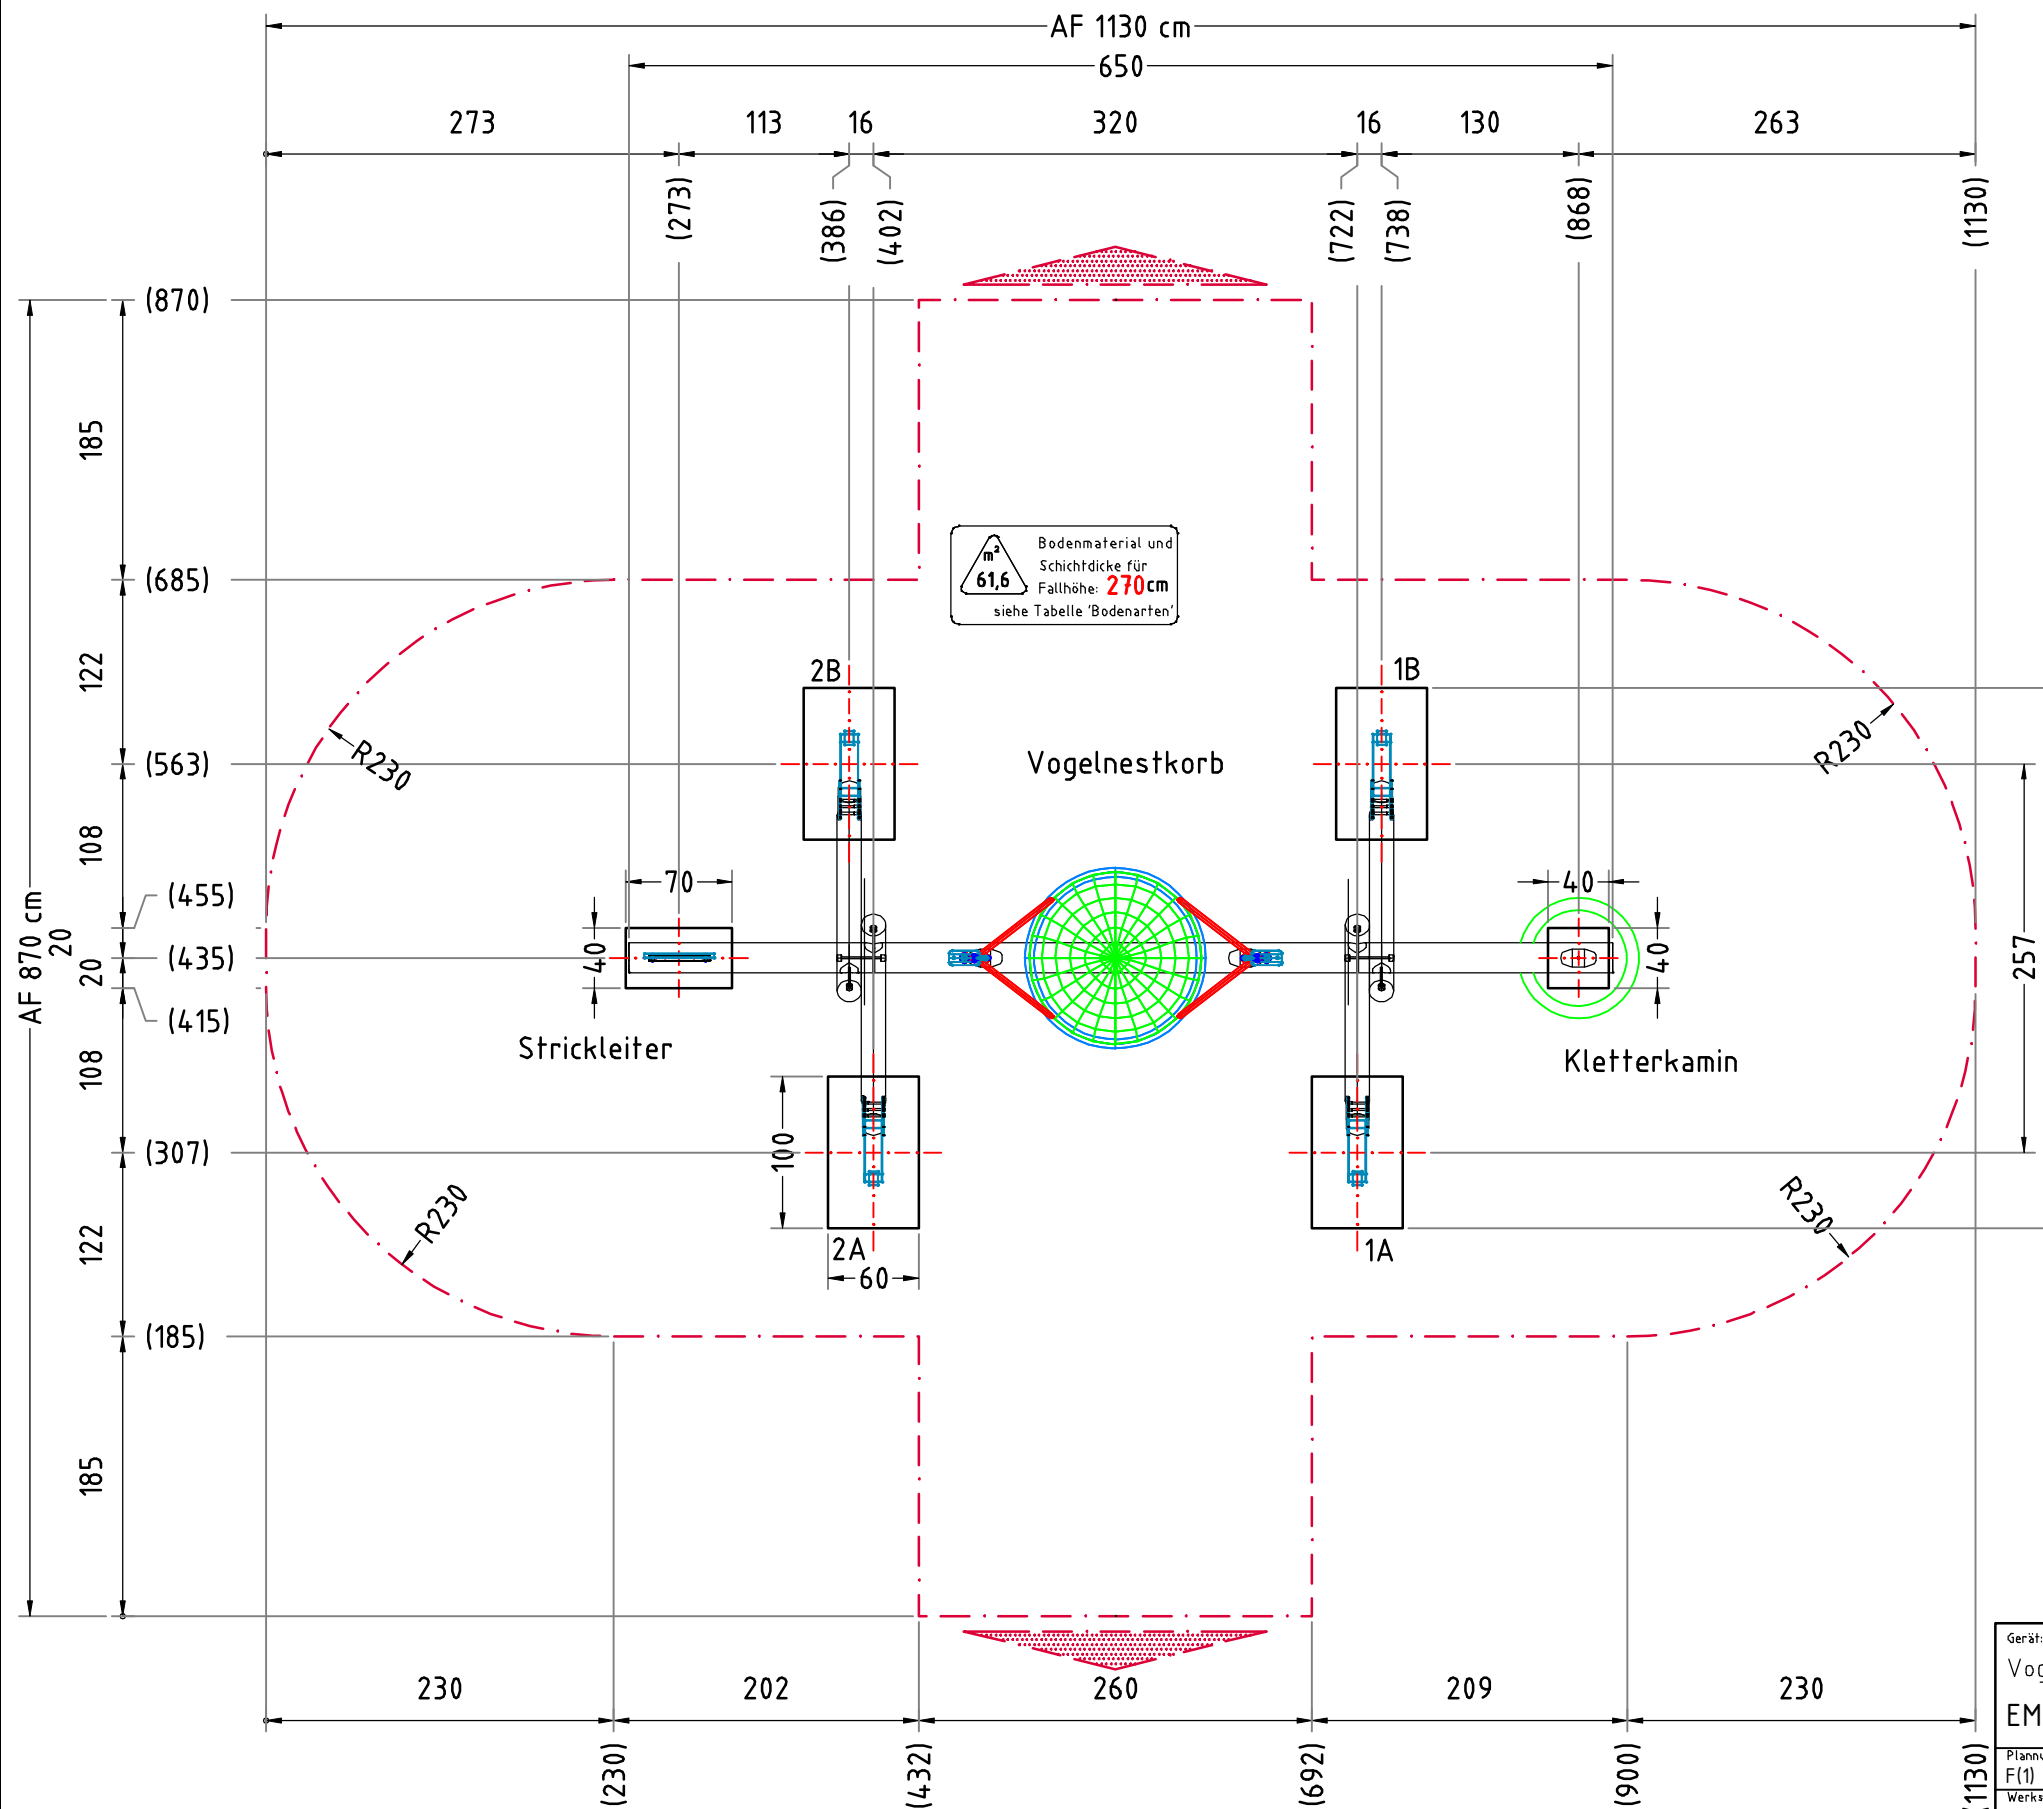 AF 1130 cm
650
273 113 16 320 16 130 263
(273) (386) (402) (722) (738) (868) (1130)
(870)
185
(685)
m² Bodenmaterial und
61,6 Schichtdicke für
Fallhöhe: 270cm
siehe Tabelle 'Bodenarten'
122
2B 1B
R230 R230
(563) Vogelnestkorb
108
(455) 70 40
AF 870 cm
20 (435) 40 40 257
20
(415)
Strickleiter Kletterkamin
108
100
(307)
R230 R230
122
2A 1A
60
(185)
185
Gerät:
230 202 260 209 230
EM
(230) (432) (692) (900) (1130)
F(1)